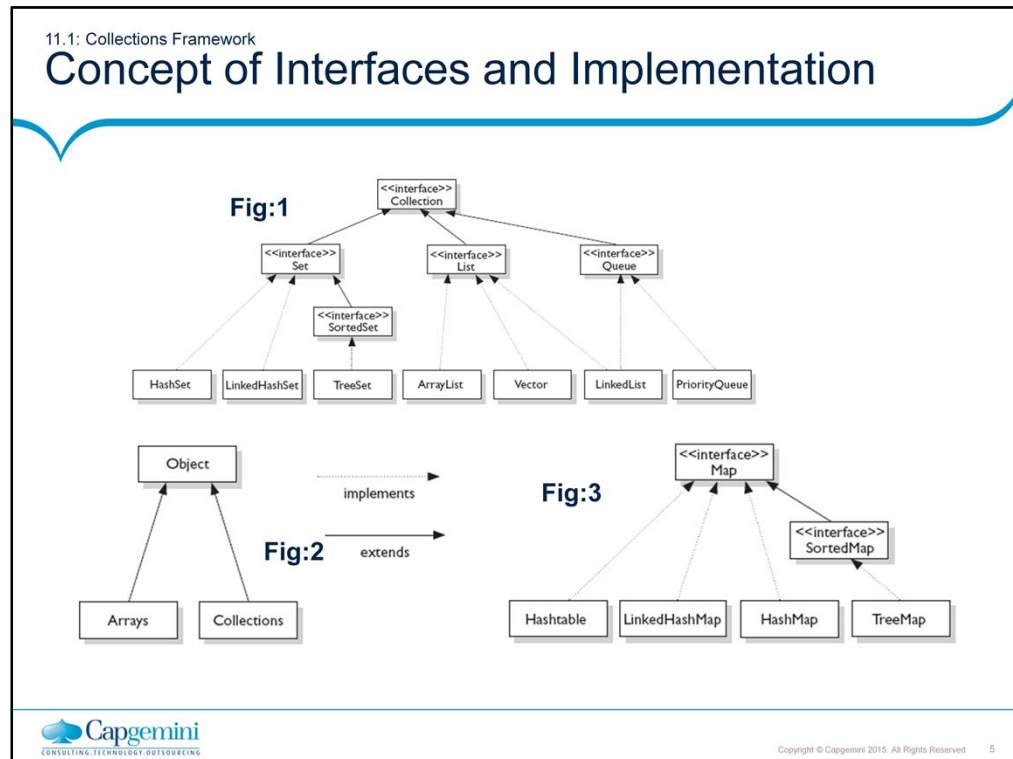 11.1: Collections Framework
Concept of Interfaces and Implementation
Fig:1
<<interface>>
Collection
<<interface>>
Set
<<interface>>
List
<<interface>>
Queue
<<interface>>
SortedSet
HashSet
LinkedHashSet
TreeSet
ArrayList
Vector
LinkedList
PriorityQueue
Object
implements
Fig:2
extends
Arrays
Collections
Fig:3
<<interface>>
Map
<<interface>>
SortedMap
Hashtable
LinkedHashMap
HashMap
TreeMap
Capgemini
CONSULTING.TECHNOLOGY.OUTSOURCING
Copyright © Capgemini 2015. All Rights Reserved 5